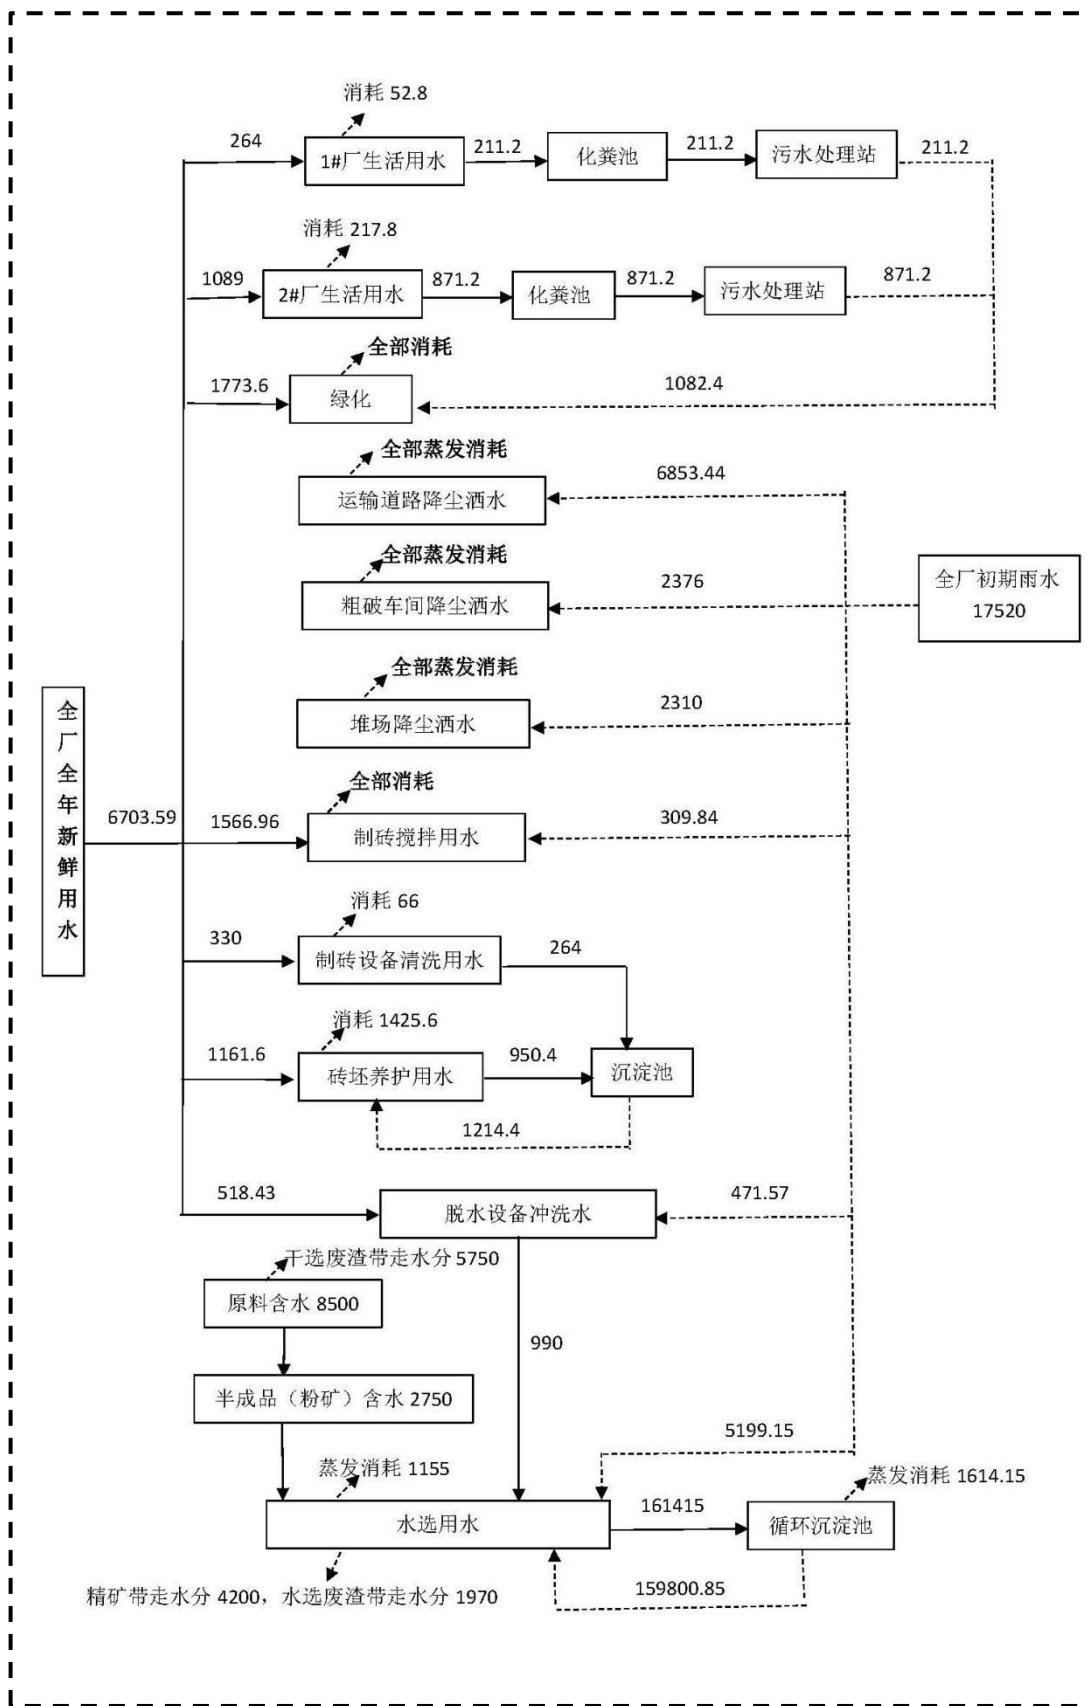 消耗 52.8
264
1#厂生活用水
211.2
化粪池
211.2
污水处理站
211.2
消耗 217.8
1089
2#厂生活用水
871.2
化粪池
871.2
污水处理站
871.2
全部消耗
1773.6
绿化
1082.4
全部蒸发消耗
运输道路降尘洒水
6853.44
全部蒸发消耗
粗破车间降尘洒水
2376
全厂初期雨水
17520
全部蒸发消耗
堆场降尘洒水
2310
全厂全年新鲜用水
6703.59
全部消耗
1566.96
制砖搅拌用水
309.84
消耗 66
330
制砖设备清洗用水
264
消耗 1425.6
1161.6
砖坯养护用水
950.4
沉淀池
1214.4
518.43
脱水设备冲洗水
471.57
干选废渣带走水分 5750
原料含水 8500
990
半成品（粉矿）含水 2750
5199.15
蒸发消耗 1155
水选用水
161415
循环沉淀池
蒸发消耗 1614.15
159800.85
精矿带走水分 4200，水选废渣带走水分 1970